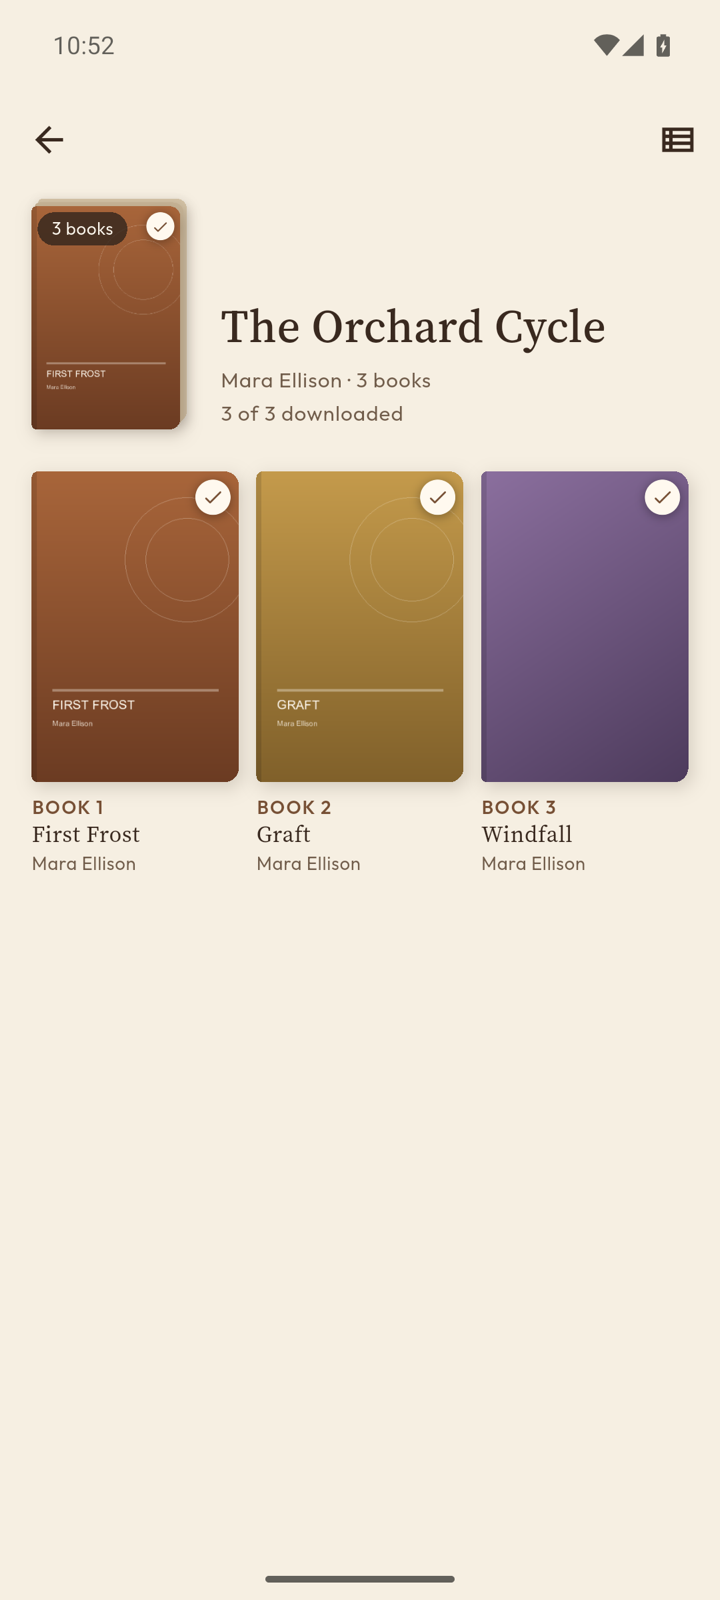 10:52
3 books
FIRST FROST
Mara Ellison
The Orchard Cycle
Mara Ellison · 3 books
3 of 3 downloaded
FIRST FROST
Mara Ellison
GRAFT
Mara Ellison
BOOK 1
First Frost
Mara Ellison
BOOK 2
Graft
Mara Ellison
BOOK 3
Windfall
Mara Ellison